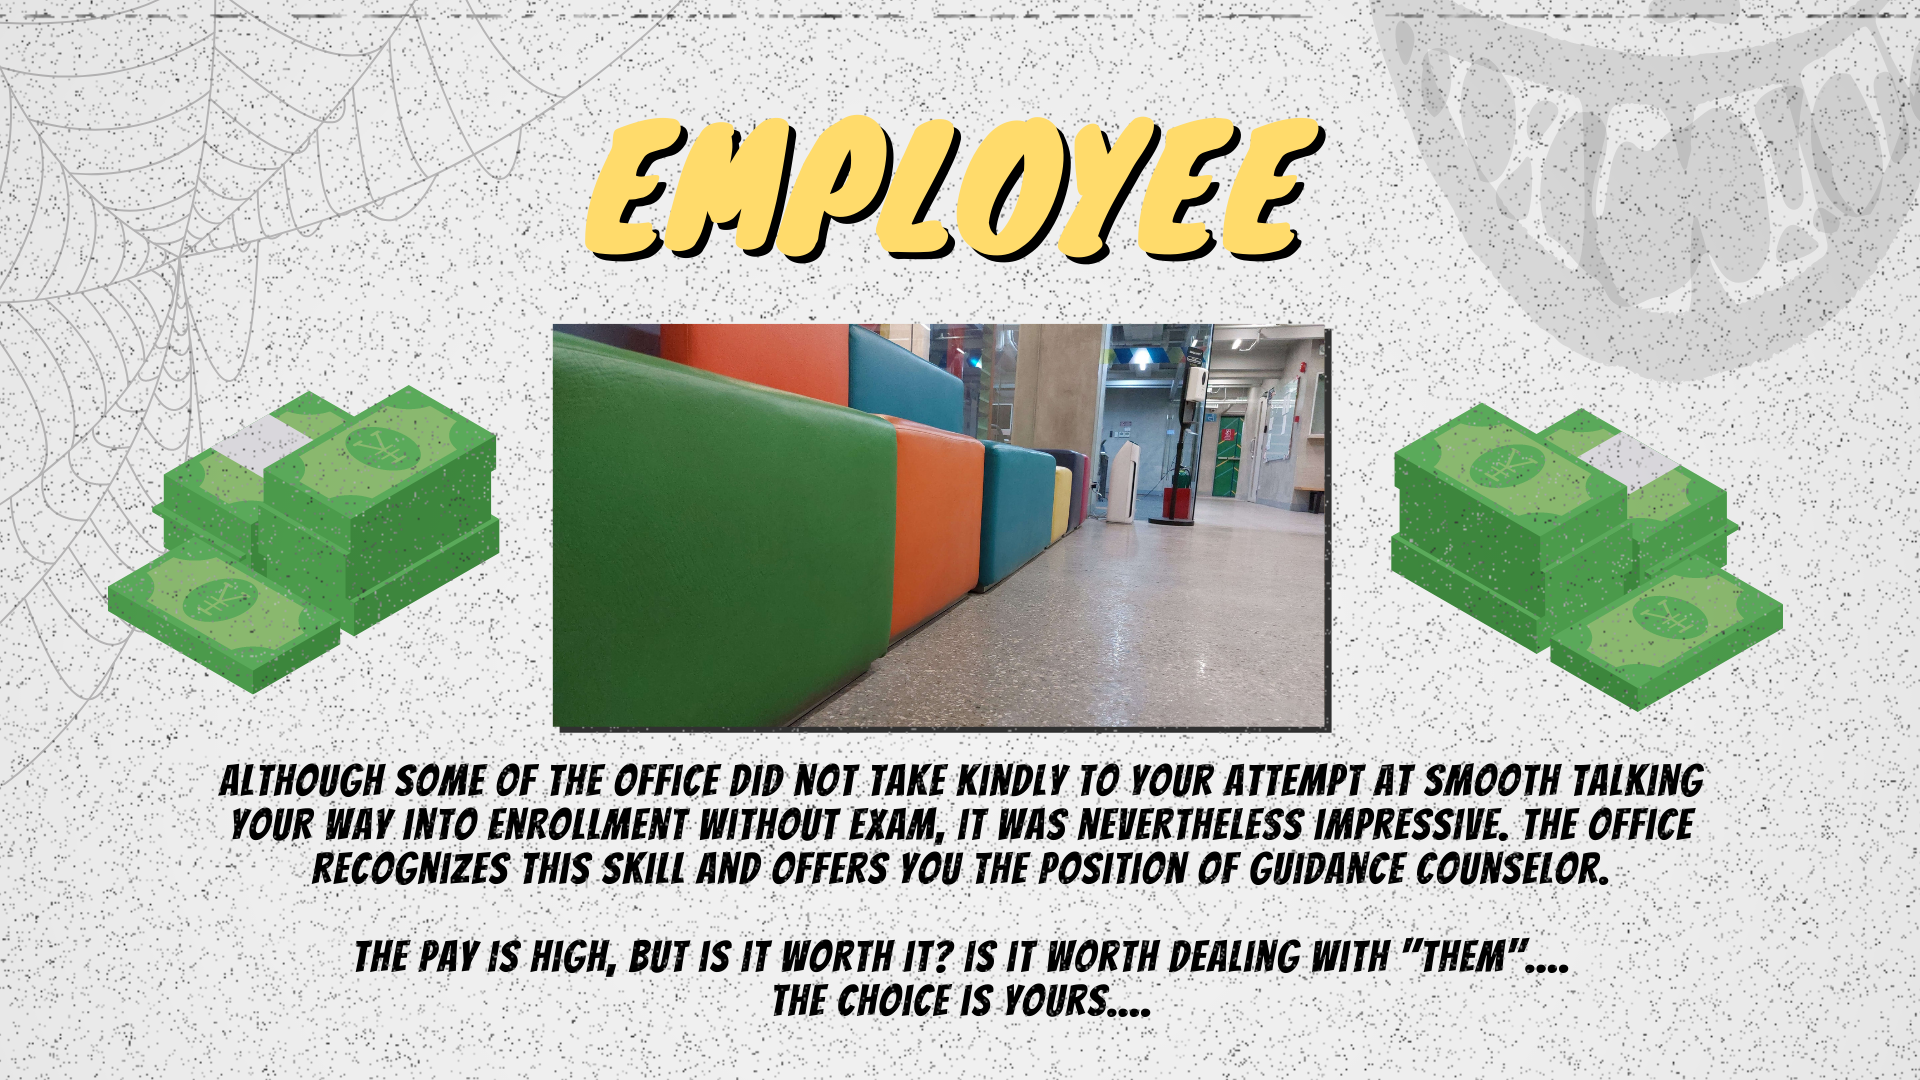 EMPLOYEE
ALTHOUGH SOME OF THE OFFICE DID NOT TAKE KINDLY TO YOUR ATTEMPT AT SMOOTH TALKING
YOUR WAY INTO ENROLLMENT WITHOUT EXAM, IT WAS NEVERTHELESS IMPRESSIVE. THE OFFICE
RECOGNIZES THIS SKILL AND OFFERS YOU THE POSITION OF GUIDANCE COUNSELOR.
THE PAY IS HIGH, BUT IS IT WORTH IT? IS IT WORTH DEALING WITH "THEM"....
THE CHOICE IS YOURS....